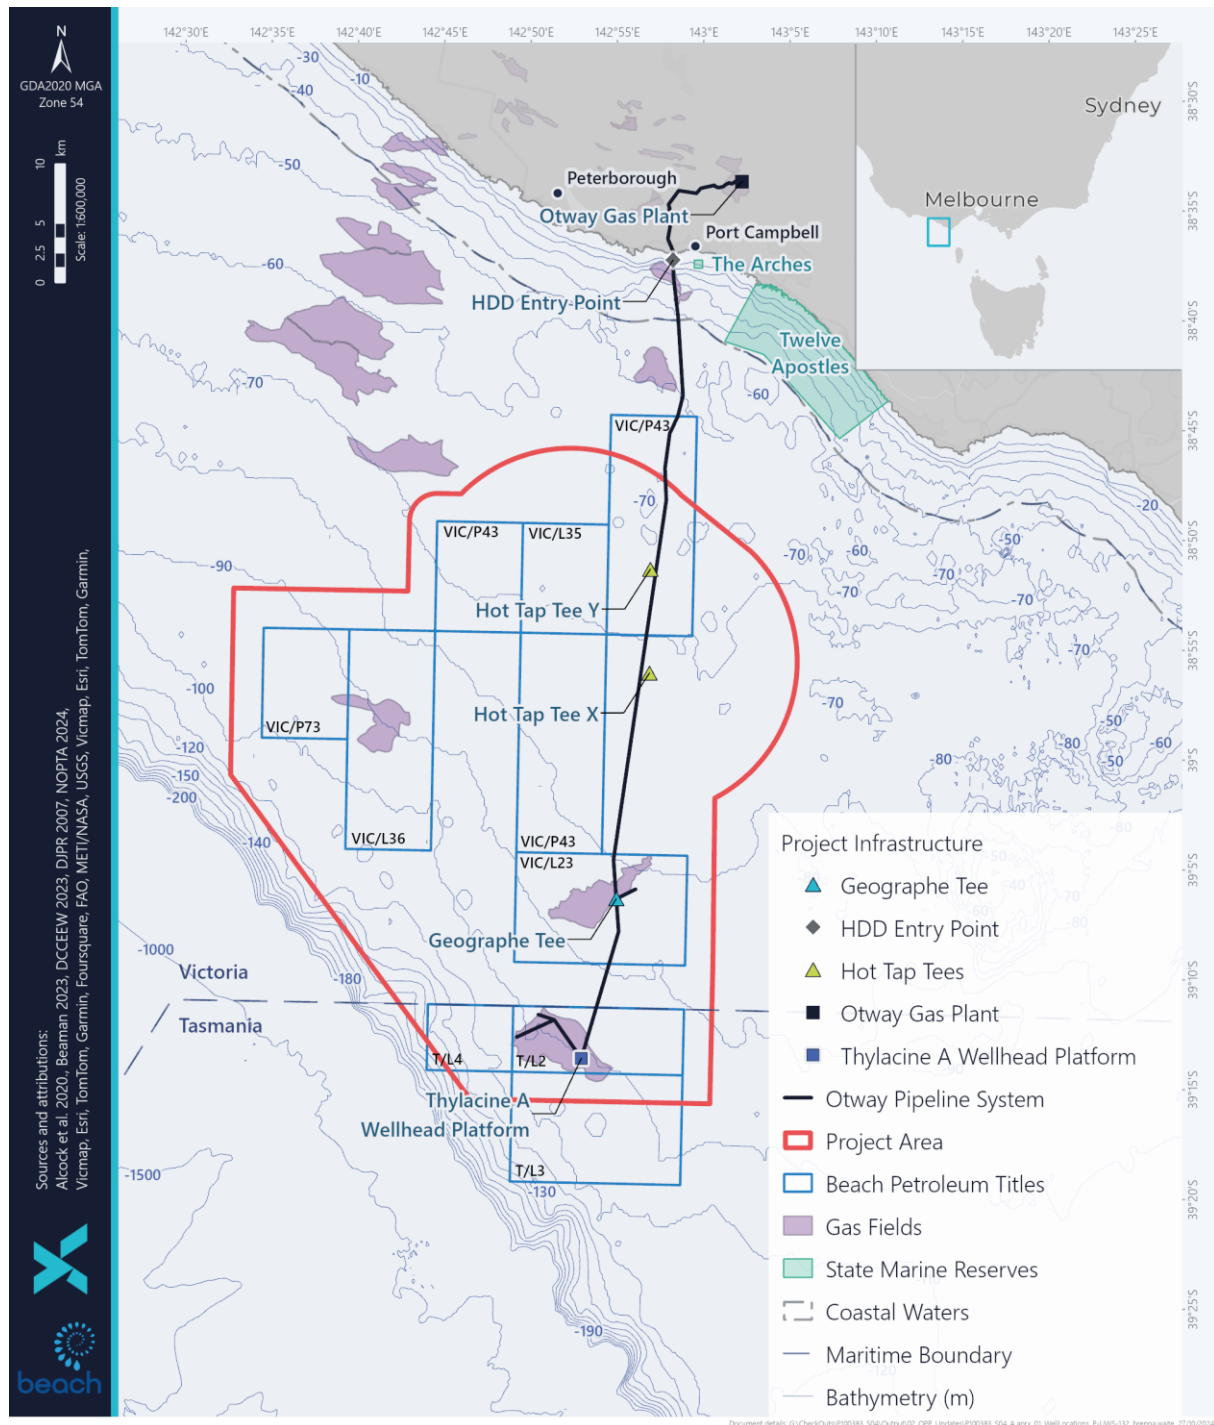 142°30'E 142°35'E 142°40'E 142°45'E 142°50'E 142°55'E 143°E 143°5'E 143°10'E 143°15'E 143°20'E 143°25'E
N
GDA2020 MGA
Zone 54
0 2.5 5 10
km
Scale: 1:600,000
Sources and attributions:
Alcock et al. 2020., Beaman 2023, DCCEEW 2023, DJPR 2007, NOPTA 2024,
Vicmap, Esri, TomTom, Garmin, Foursquare, FAO, METI/NASA, USGS, Vicmap, Esri, TomTom, Garmin,
beach
38°30'S
38°35'S
38°40'S
38°45'S
38°50'S
38°55'S
39°S
39°5'S
39°10'S
39°15'S
39°20'S
39°25'S
Sydney
Melbourne
-30
-10
-40
-50
-60
-70
-90
-100
-120
-150
-200
-140
-1000
-180
-1500
-130
-190
Peterborough
Otway Gas Plant
Port Campbell
The Arches
HDD Entry Point
Twelve
Apostles
-60
VIC/P43
-70
VIC/P43
VIC/L35
-20
-50
-70
-60
-70
-70
-70
-70
-50
-80
-60
-50
-80
Hot Tap Tee Y
Hot Tap Tee X
VIC/P73
VIC/L36
VIC/P43
VIC/L23
Geographe Tee
Victoria
Tasmania
T/L4
T/L2
Thylacine A
Wellhead Platform
T/L3
Project Infrastructure
Geographe Tee
HDD Entry Point
Hot Tap Tees
Otway Gas Plant
Thylacine A Wellhead Platform
Otway Pipeline System
Project Area
Beach Petroleum Titles
Gas Fields
State Marine Reserves
Coastal Waters
Maritime Boundary
Bathymetry (m)